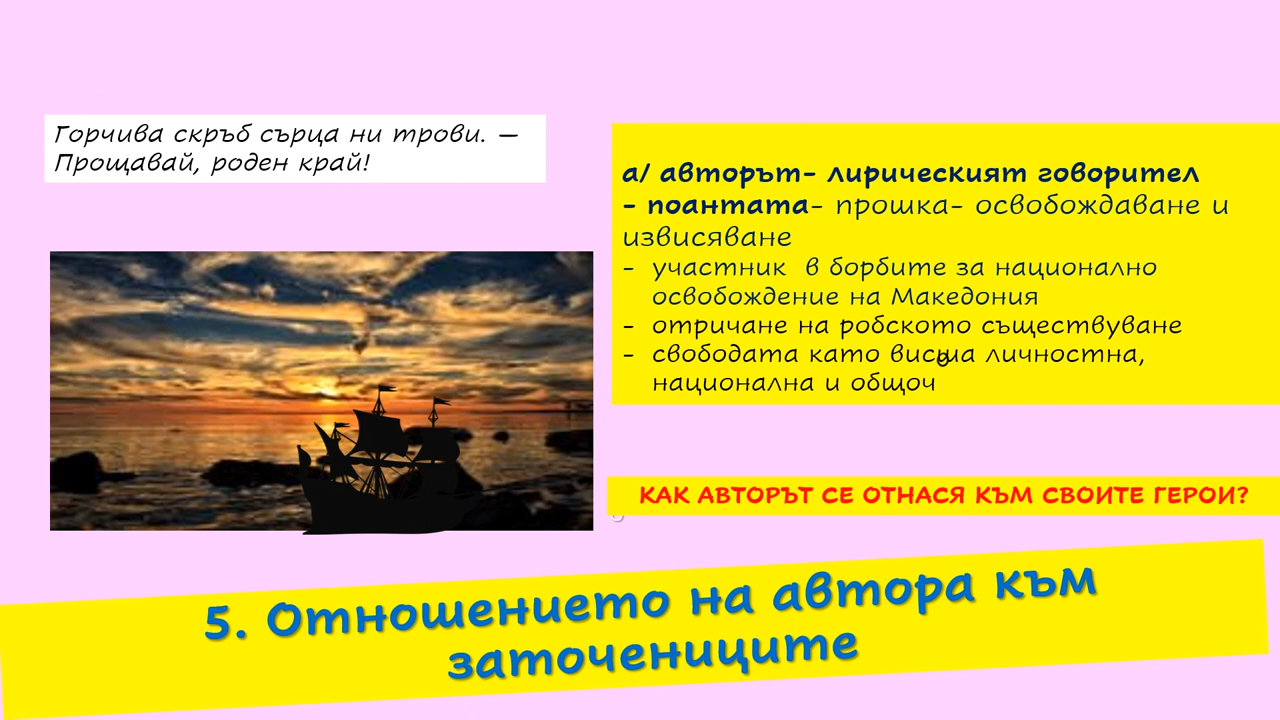 Горчива скръб сърца ни трови. —
Прощавай, роден край!
а/ авторът- лирическият говорител
- поантата- прошка- освобождаване и
извисяване
- участник в борбите за национално
освобождение на Македония
- отричане на робското съществуване
- свободата като висша личностна,
национална и общоч
КАК АВТОРЪТ СЕ ОТНАСЯ КЪМ СВОИТЕ ГЕРОИ?
5. Отношението на автора към
заточениците